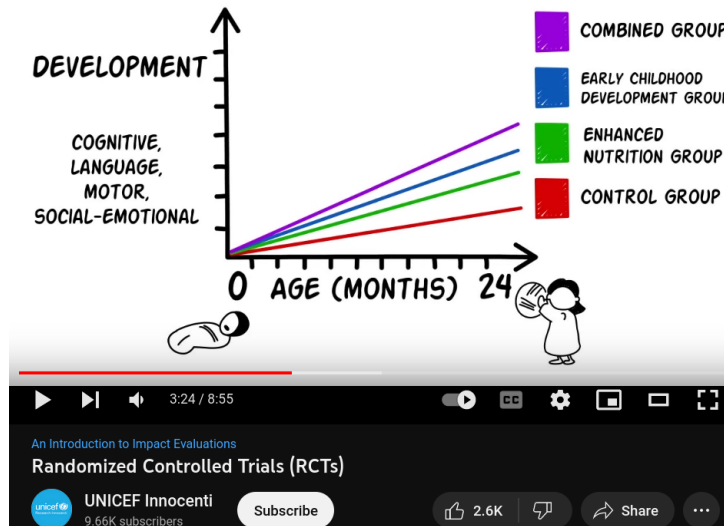 DEVELOPMENT
COGNITIVE,
LANGUAGE,
MOTOR,
SOCIAL-EMOTIONAL
COMBINED GROUP
EARLY CHILDHOOD
DEVELOPMENT GROUP
ENHANCED
NUTRITION GROUP
CONTROL GROUP
0 AGE (MONTHS) 24
3:24 / 8:55
CC
An Introduction to Impact Evaluations
Randomized Controlled Trials (RCTs)
unicef
UNICEF Innocenti
9.66K subscribers
Subscribe
2.6K
Share